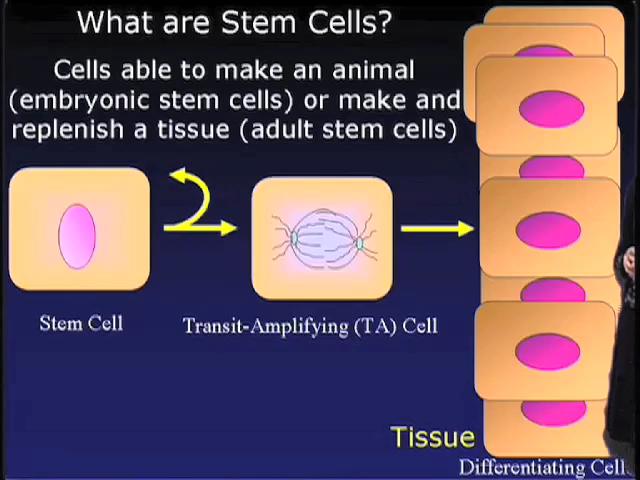 What are Stem Cells?
Cells able to make an animal
(embryonic stem cells) or make and
replenish a tissue (adult stem cells)
Stem Cell
Transit-Amplifying (TA) Cell
Tissue
Differentiating Cell